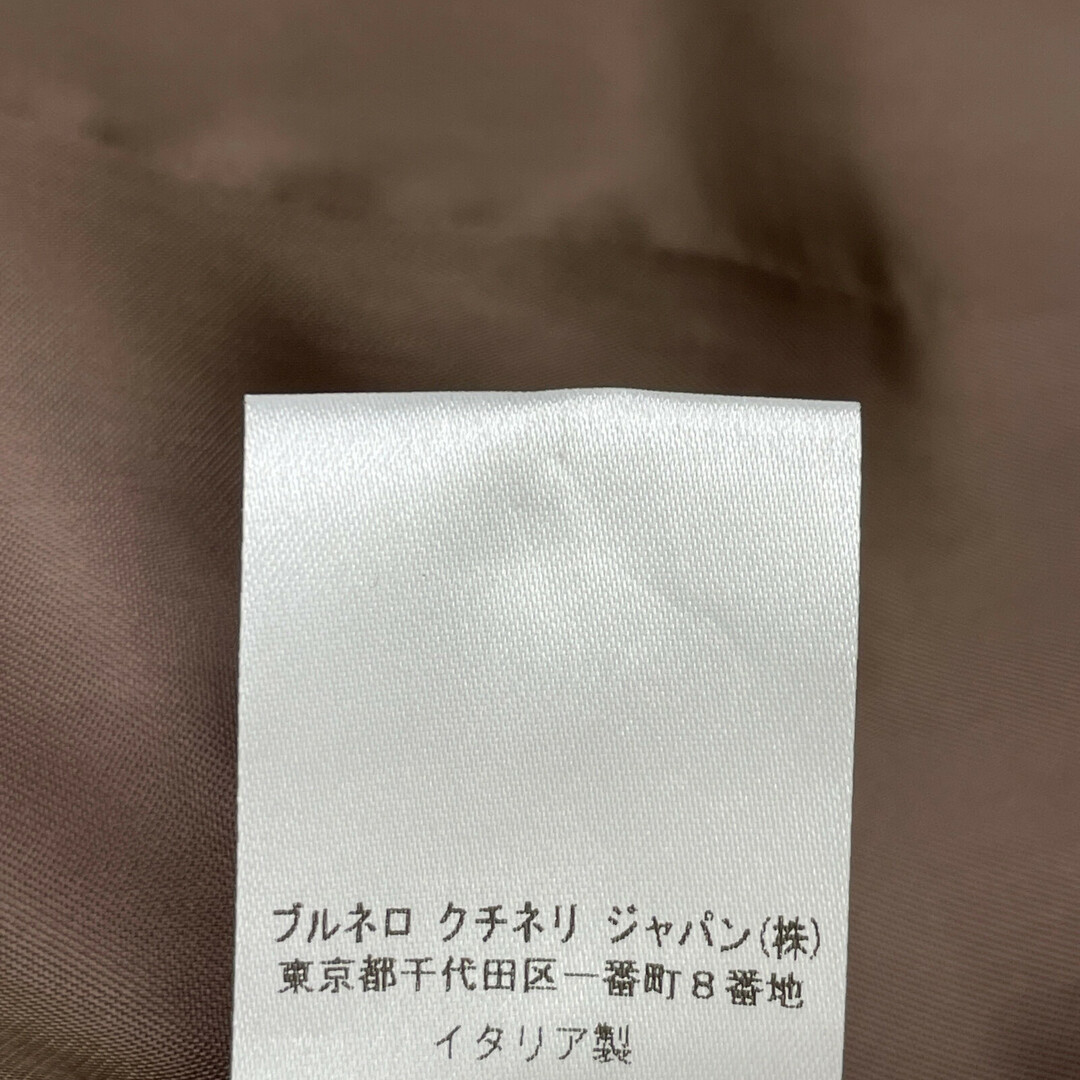 ブルネロ クチネリ ジャパン(株)
東京都千代田区一番町8番地
イタリア製